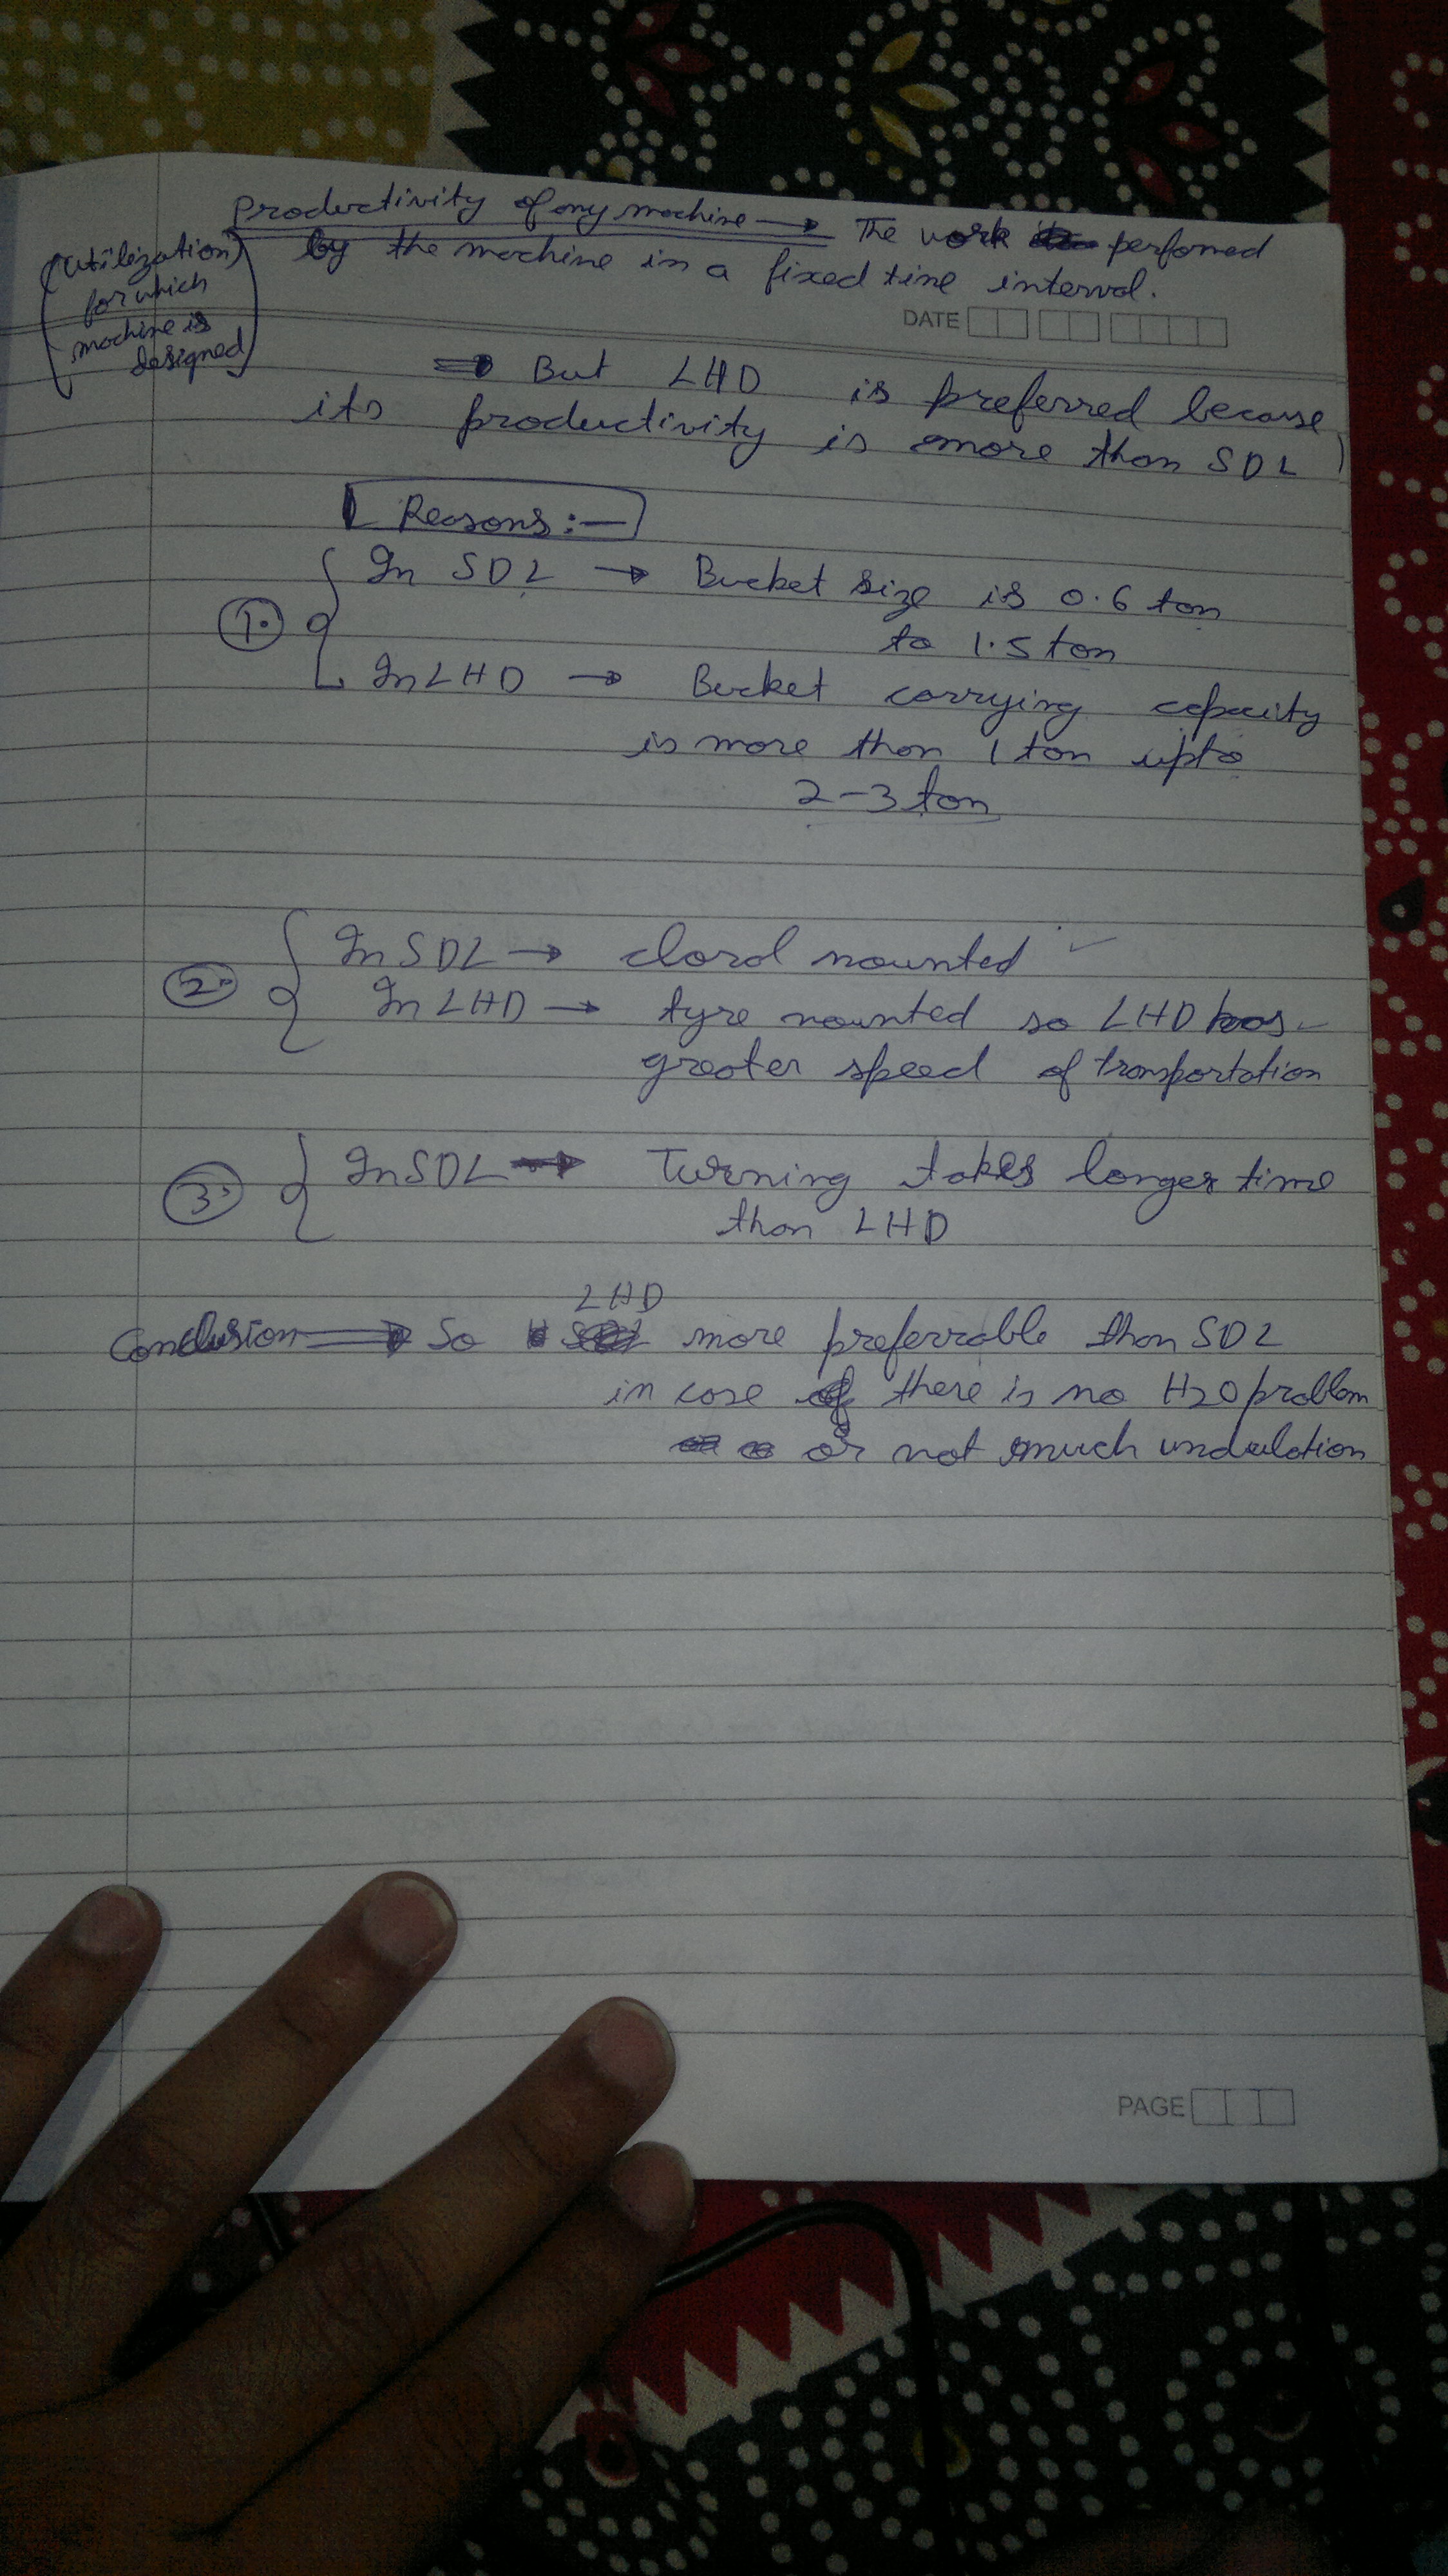 Productivity of any machine → The work performed
by the machine in a fixed time interval.
(Utilization)
for which
machine is
designed
DATE
⇒ But LHD is preferred because
its productivity is more than SDL
Reasons :—
1. In SDL → Bucket size is 0.6 ton
to 1.5 ton
In LHD → Bucket carrying capacity
is more than 1 ton upto
2-3 ton
2. In SDL → mounted
In LHD → tyre mounted so LHD has
greater speed of transportation
3. In SDL → Turning takes longer time
than LHD
LHD
Conclusion ⇒ So more preferrable than SDL
in case there is no H2O problem
or not much undulation
PAGE